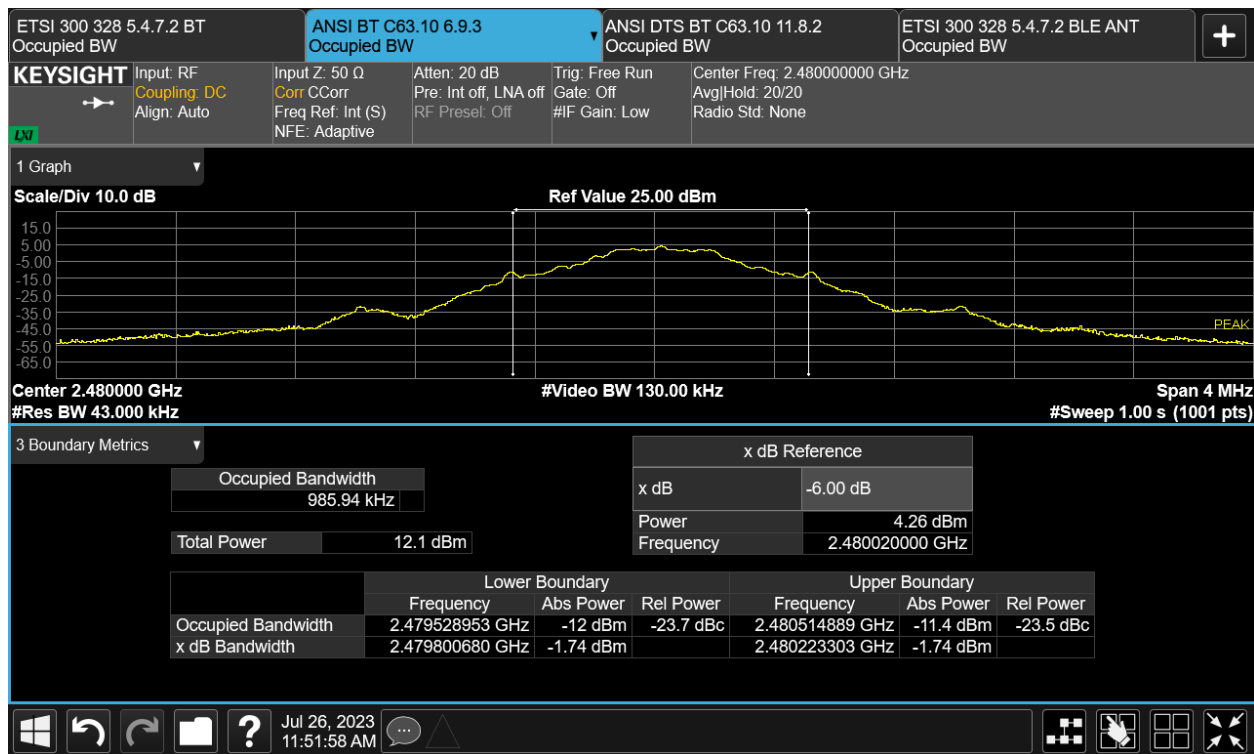 ETSI 300 328 5.4.7.2 BT
Occupied BW
ANSI BT C63.10 6.9.3
Occupied BW
ANSI DTS BT C63.10 11.8.2
Occupied BW
ETSI 300 328 5.4.7.2 BLE ANT
Occupied BW
KEYSIGHT
LXI
Input: RF
Coupling: DC
Align: Auto
Input Z: 50 Ω
Corr CCorr
Freq Ref: Int (S)
NFE: Adaptive
Atten: 20 dB
Pre: Int off, LNA off
RF Presel: Off
Trig: Free Run
Gate: Off
#IF Gain: Low
Center Freq: 2.480000000 GHz
Avg|Hold: 20/20
Radio Std: None
1 Graph
Scale/Div 10.0 dB
Ref Value 25.00 dBm
15.0
5.00
-5.00
-15.0
-25.0
-35.0
-45.0
-55.0
-65.0
PEAK
Center 2.480000 GHz
#Video BW 130.00 kHz
Span 4 MHz
#Res BW 43.000 kHz
#Sweep 1.00 s (1001 pts)
3 Boundary Metrics
Occupied Bandwidth
985.94 kHz
Total Power 12.1 dBm
x dB Reference
x dB -6.00 dB
Power 4.26 dBm
Frequency 2.480020000 GHz
Lower Boundary Upper Boundary
Frequency Abs Power Rel Power Frequency Abs Power Rel Power
Occupied Bandwidth 2.479528953 GHz -12 dBm -23.7 dBc 2.480514889 GHz -11.4 dBm -23.5 dBc
x dB Bandwidth 2.479800680 GHz -1.74 dBm 2.480223303 GHz -1.74 dBm
Jul 26, 2023
11:51:58 AM